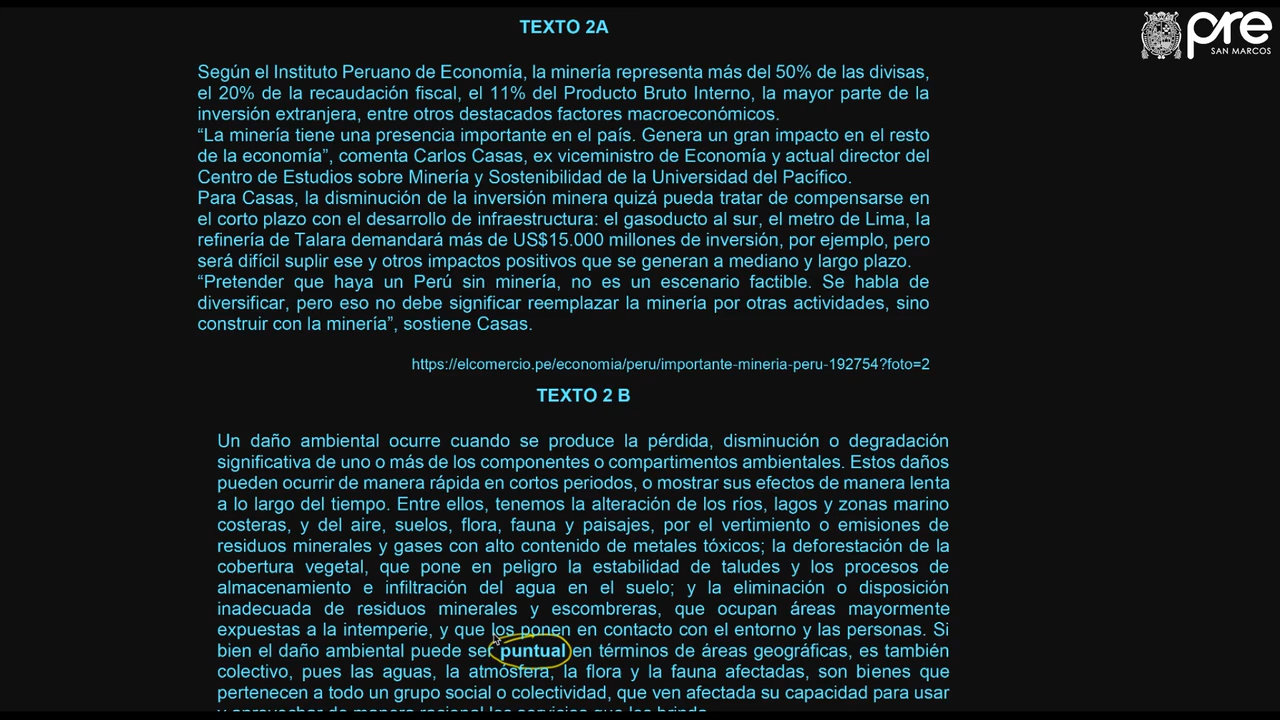 TEXTO 2A
pre
SAN MARCOS
Según el Instituto Peruano de Economía, la minería representa más del 50% de las divisas,
el 20% de la recaudación fiscal, el 11% del Producto Bruto Interno, la mayor parte de la
inversión extranjera, entre otros destacados factores macroeconómicos.
“La minería tiene una presencia importante en el país. Genera un gran impacto en el resto
de la economía”, comenta Carlos Casas, ex viceministro de Economía y actual director del
Centro de Estudios sobre Minería y Sostenibilidad de la Universidad del Pacífico.
Para Casas, la disminución de la inversión minera quizá pueda tratar de compensarse en
el corto plazo con el desarrollo de infraestructura: el gasoducto al sur, el metro de Lima, la
refinería de Talara demandará más de US$15.000 millones de inversión, por ejemplo, pero
será difícil suplir ese y otros impactos positivos que se generan a mediano y largo plazo.
“Pretender que haya un Perú sin minería, no es un escenario factible. Se habla de
diversificar, pero eso no debe significar reemplazar la minería por otras actividades, sino
construir con la minería”, sostiene Casas.
https://elcomercio.pe/economia/peru/importante-mineria-peru-192754?foto=2
TEXTO 2 B
Un daño ambiental ocurre cuando se produce la pérdida, disminución o degradación
significativa de uno o más de los componentes o compartimentos ambientales. Estos daños
pueden ocurrir de manera rápida en cortos periodos, o mostrar sus efectos de manera lenta
a lo largo del tiempo. Entre ellos, tenemos la alteración de los ríos, lagos y zonas marino
costeras, y del aire, suelos, flora, fauna y paisajes, por el vertimiento o emisiones de
residuos minerales y gases con alto contenido de metales tóxicos; la deforestación de la
cobertura vegetal, que pone en peligro la estabilidad de taludes y los procesos de
almacenamiento e infiltración del agua en el suelo; y la eliminación o disposición
inadecuada de residuos minerales y escombreras, que ocupan áreas mayormente
expuestas a la intemperie, y que los ponen en contacto con el entorno y las personas. Si
bien el daño ambiental puede ser puntual en términos de áreas geográficas, es también
colectivo, pues las aguas, la atmósfera, la flora y la fauna afectadas, son bienes que
pertenecen a todo un grupo social o colectividad, que ven afectada su capacidad para usar
y aprovechar de manera racional los servicios que les brinda.